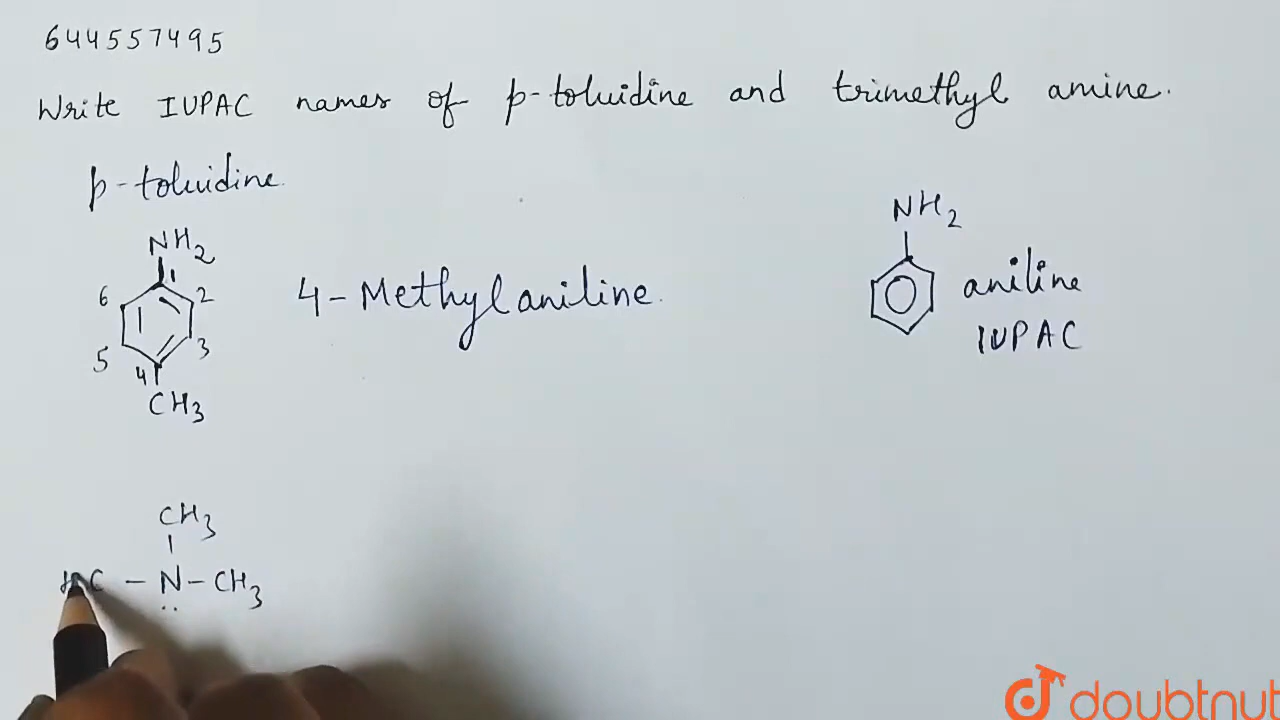 644557495
Write IUPAC names of p-toluidine and trimethyl amine.
p-toluidine.
NH2
1
6 2
5 3
4
CH3
4-Methylaniline.
NH2
aniline
IUPAC
CH3
C – N – CH3
doubtnut